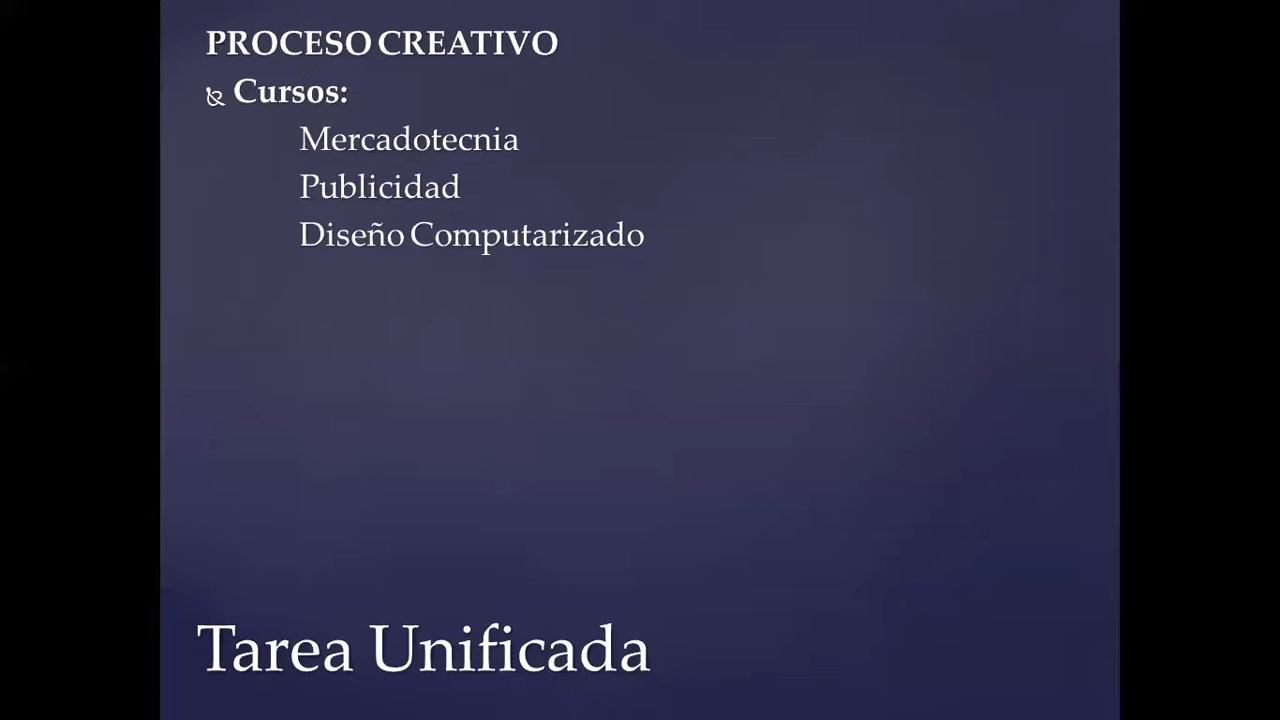 PROCESO CREATIVO
Cursos:
Mercadotecnia
Publicidad
Diseño Computarizado
Tarea Unificada